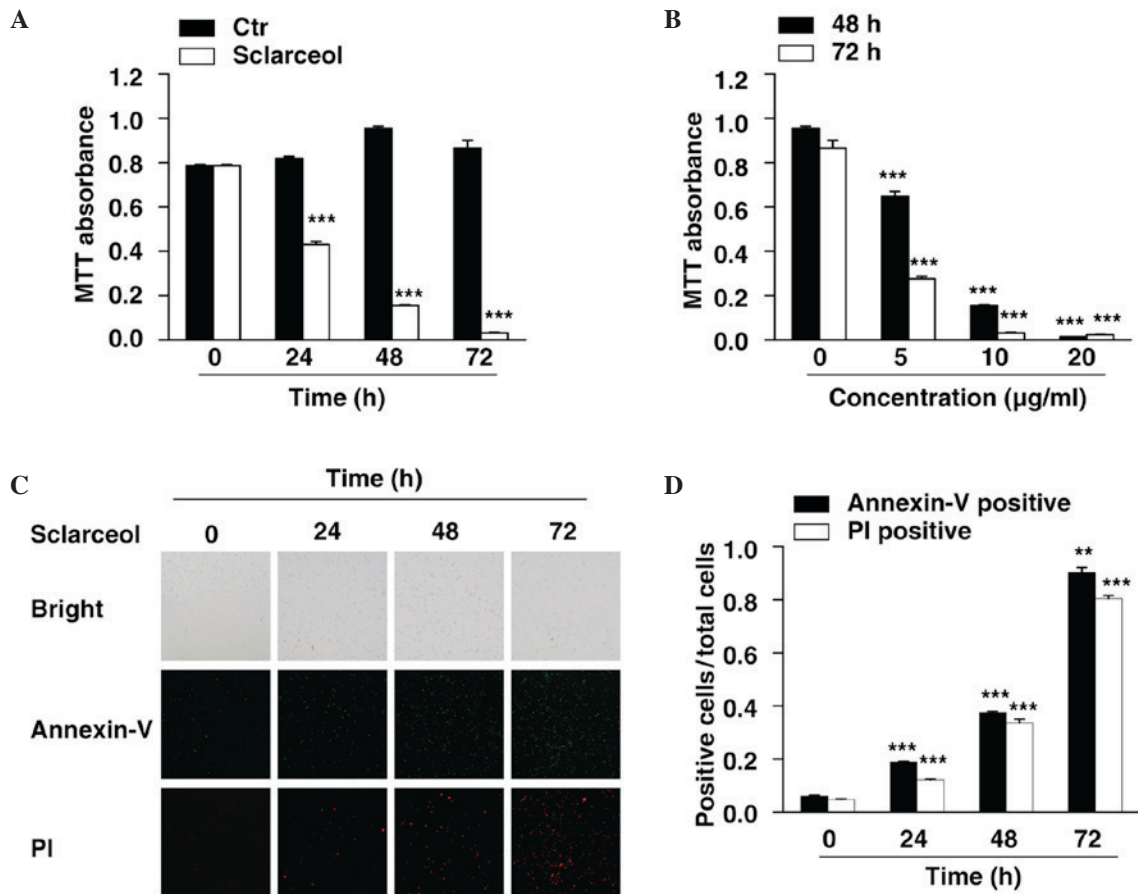 A
Ctr
Sclarceol
MTT absorbance
1.2
1.0
0.8
0.6
0.4
0.2
0.0
***
***
***
0 24 48 72
Time (h)
B
48 h
72 h
MTT absorbance
1.2
1.0
0.8
0.6
0.4
0.2
0.0
***
***
***
***
***
***
0 5 10 20
Concentration (µg/ml)
C
Time (h)
Sclarceol 0 24 48 72
Bright
Annexin-V
PI
D
Annexin-V positive
PI positive
Positive cells/total cells
1.0
0.8
0.6
0.4
0.2
0.0
***
***
***
***
**
***
0 24 48 72
Time (h)